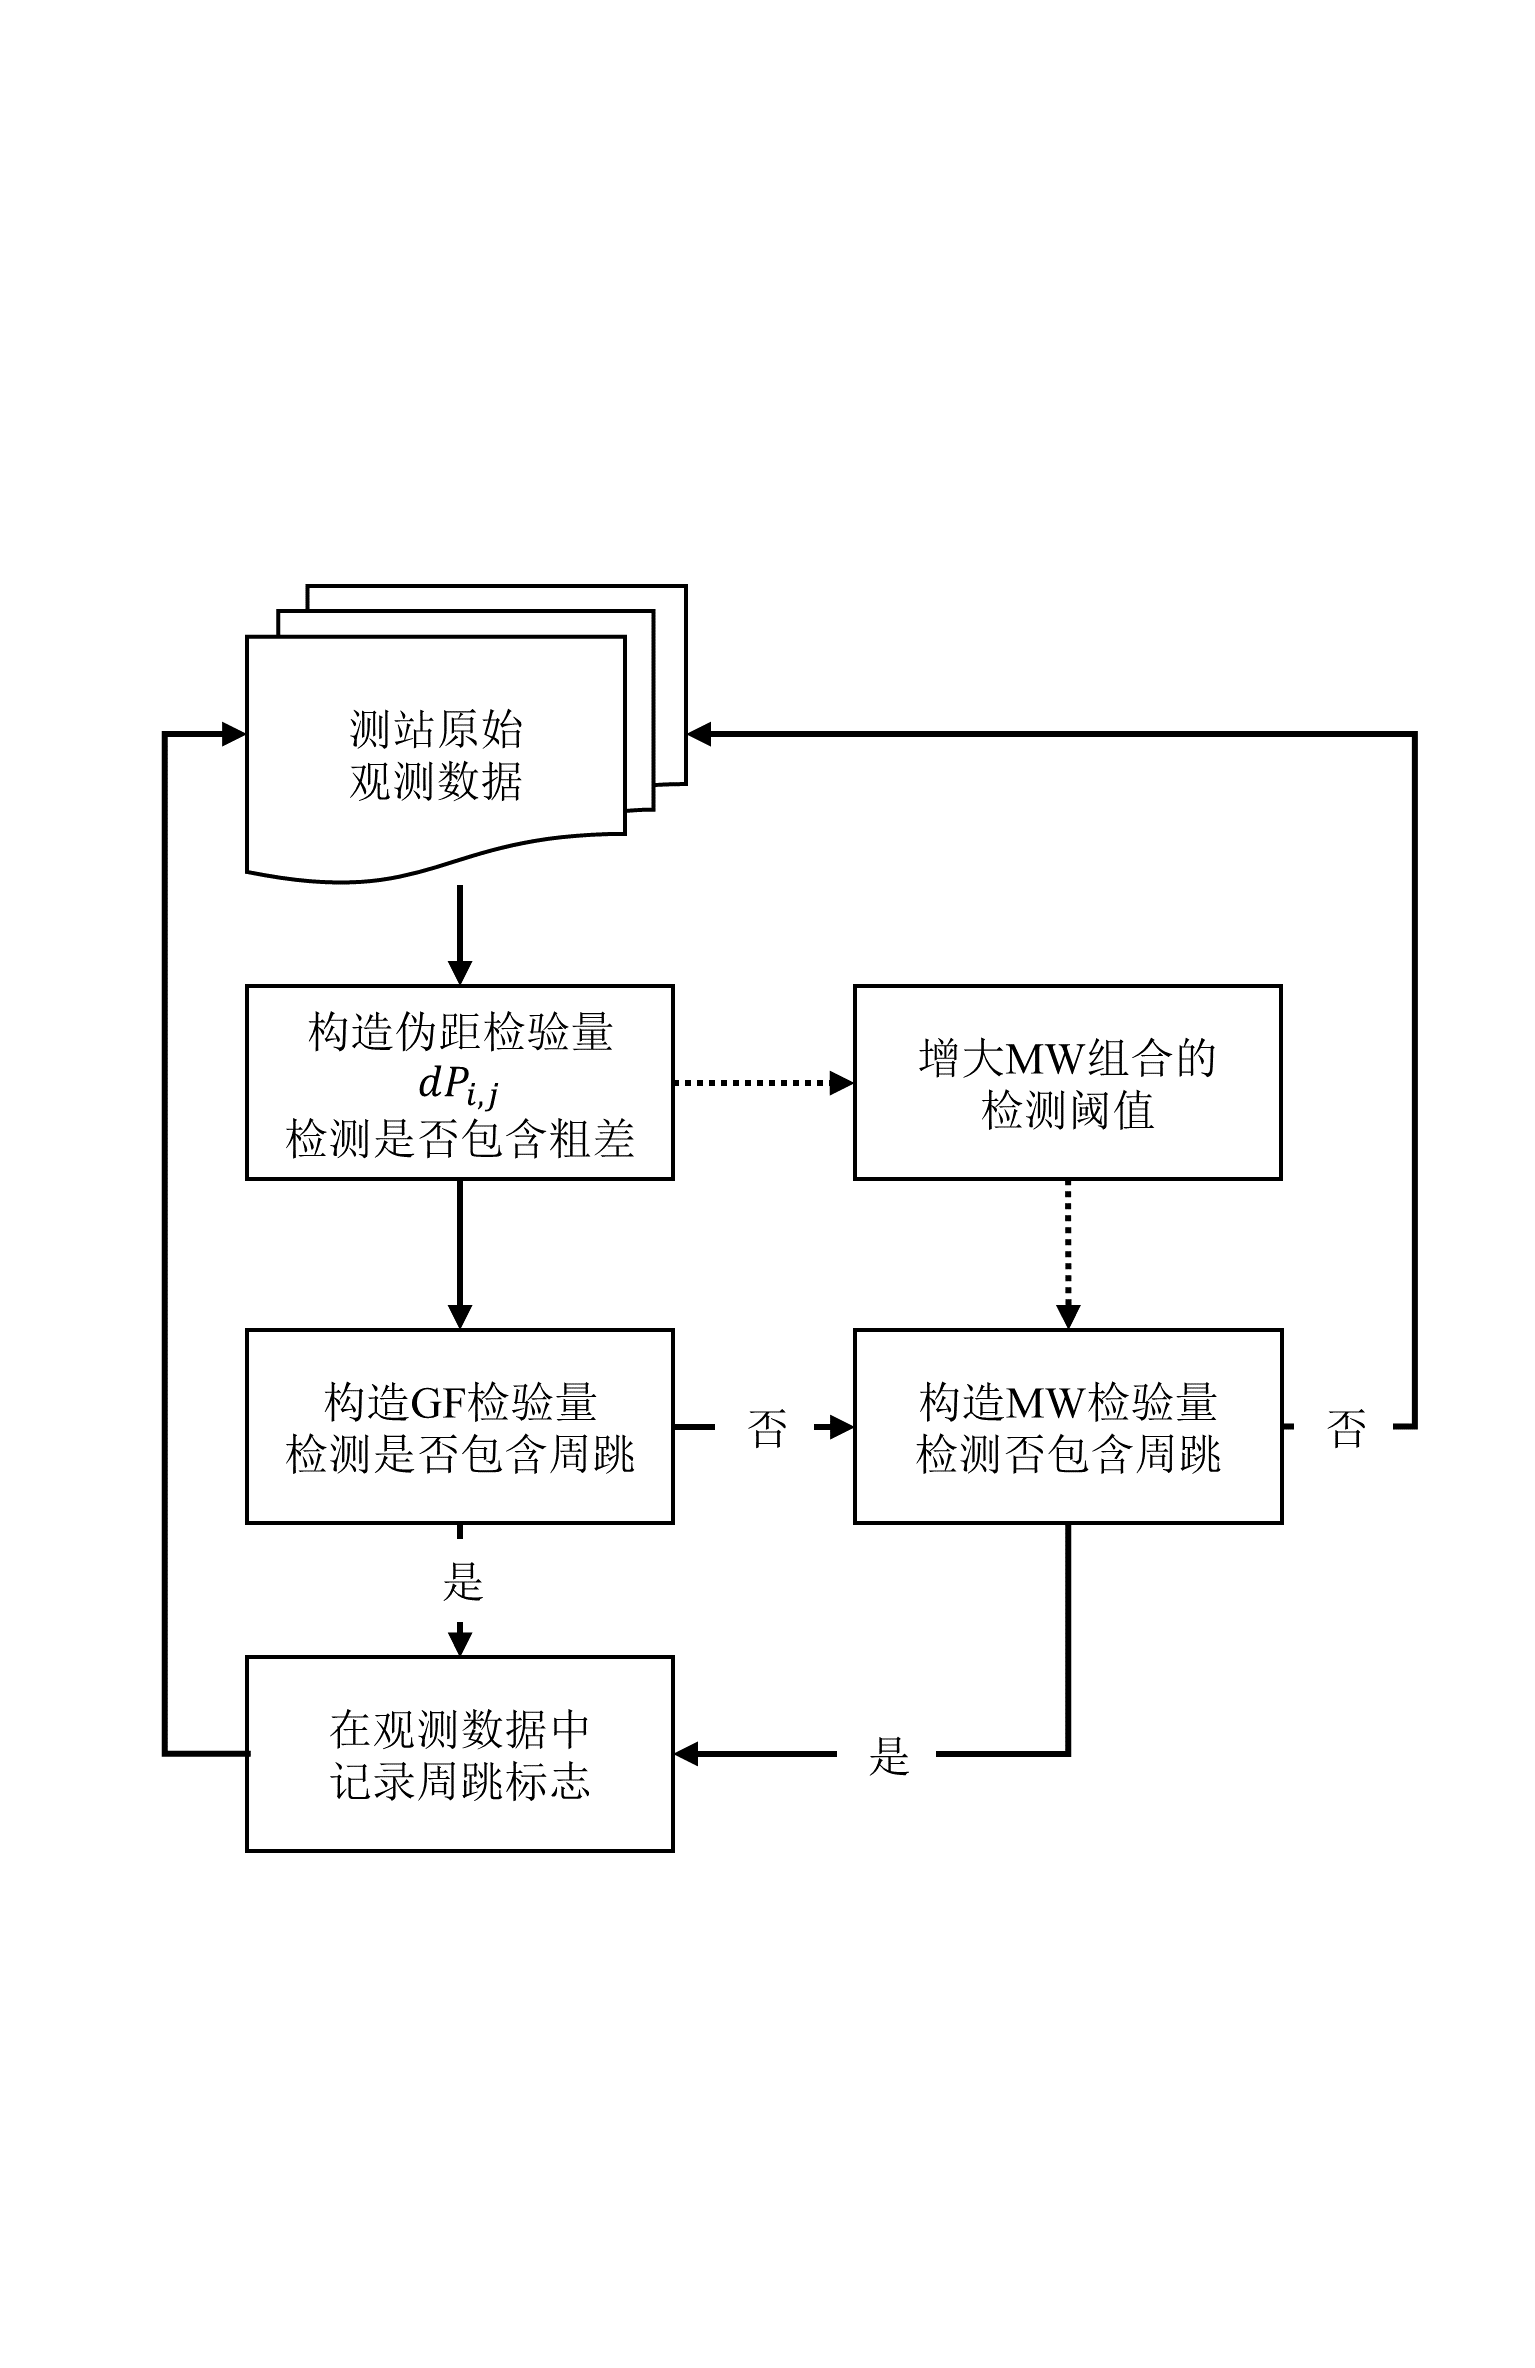 测站原始
观测数据
构造伪距检验量
dP_{i,j}
检测是否包含粗差
增大MW组合的
检测阈值
构造GF检验量
检测是否包含周跳
否
构造MW检验量
检测否包含周跳
否
是
在观测数据中
记录周跳标志
是